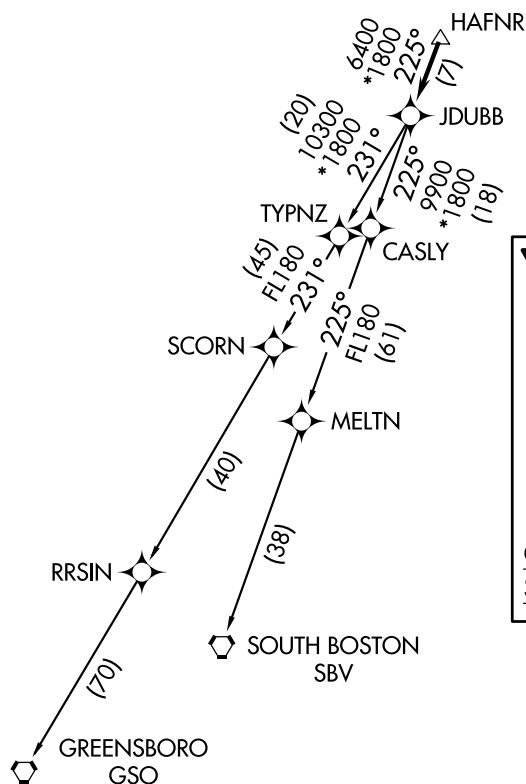 HAFNR
6400
*1800
225°
(7)
JDUBB
(20)
10300
*1800
231°
225°
9900
*1800
(18)
TYPNZ
CASLY
(45)
FL180
231°
225°
FL180
(61)
SCORN
MELTN
(40)
(38)
RRSIN
SOUTH BOSTON
SBV
(70)
GREENSBORO
GSO